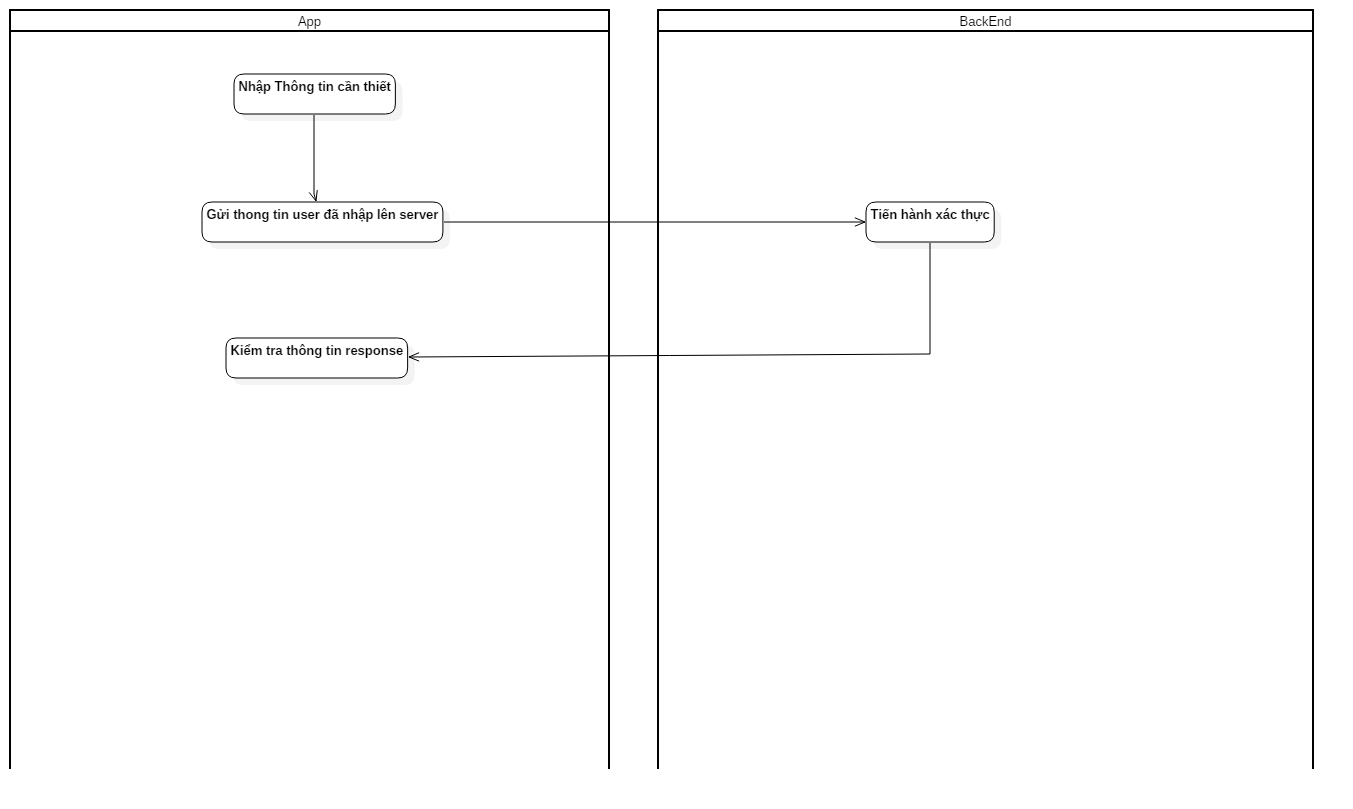 App
BackEnd
Nhập Thông tin cần thiết
Gửi thong tin user đã nhập lên server
Tiến hành xác thực
Kiểm tra thông tin response